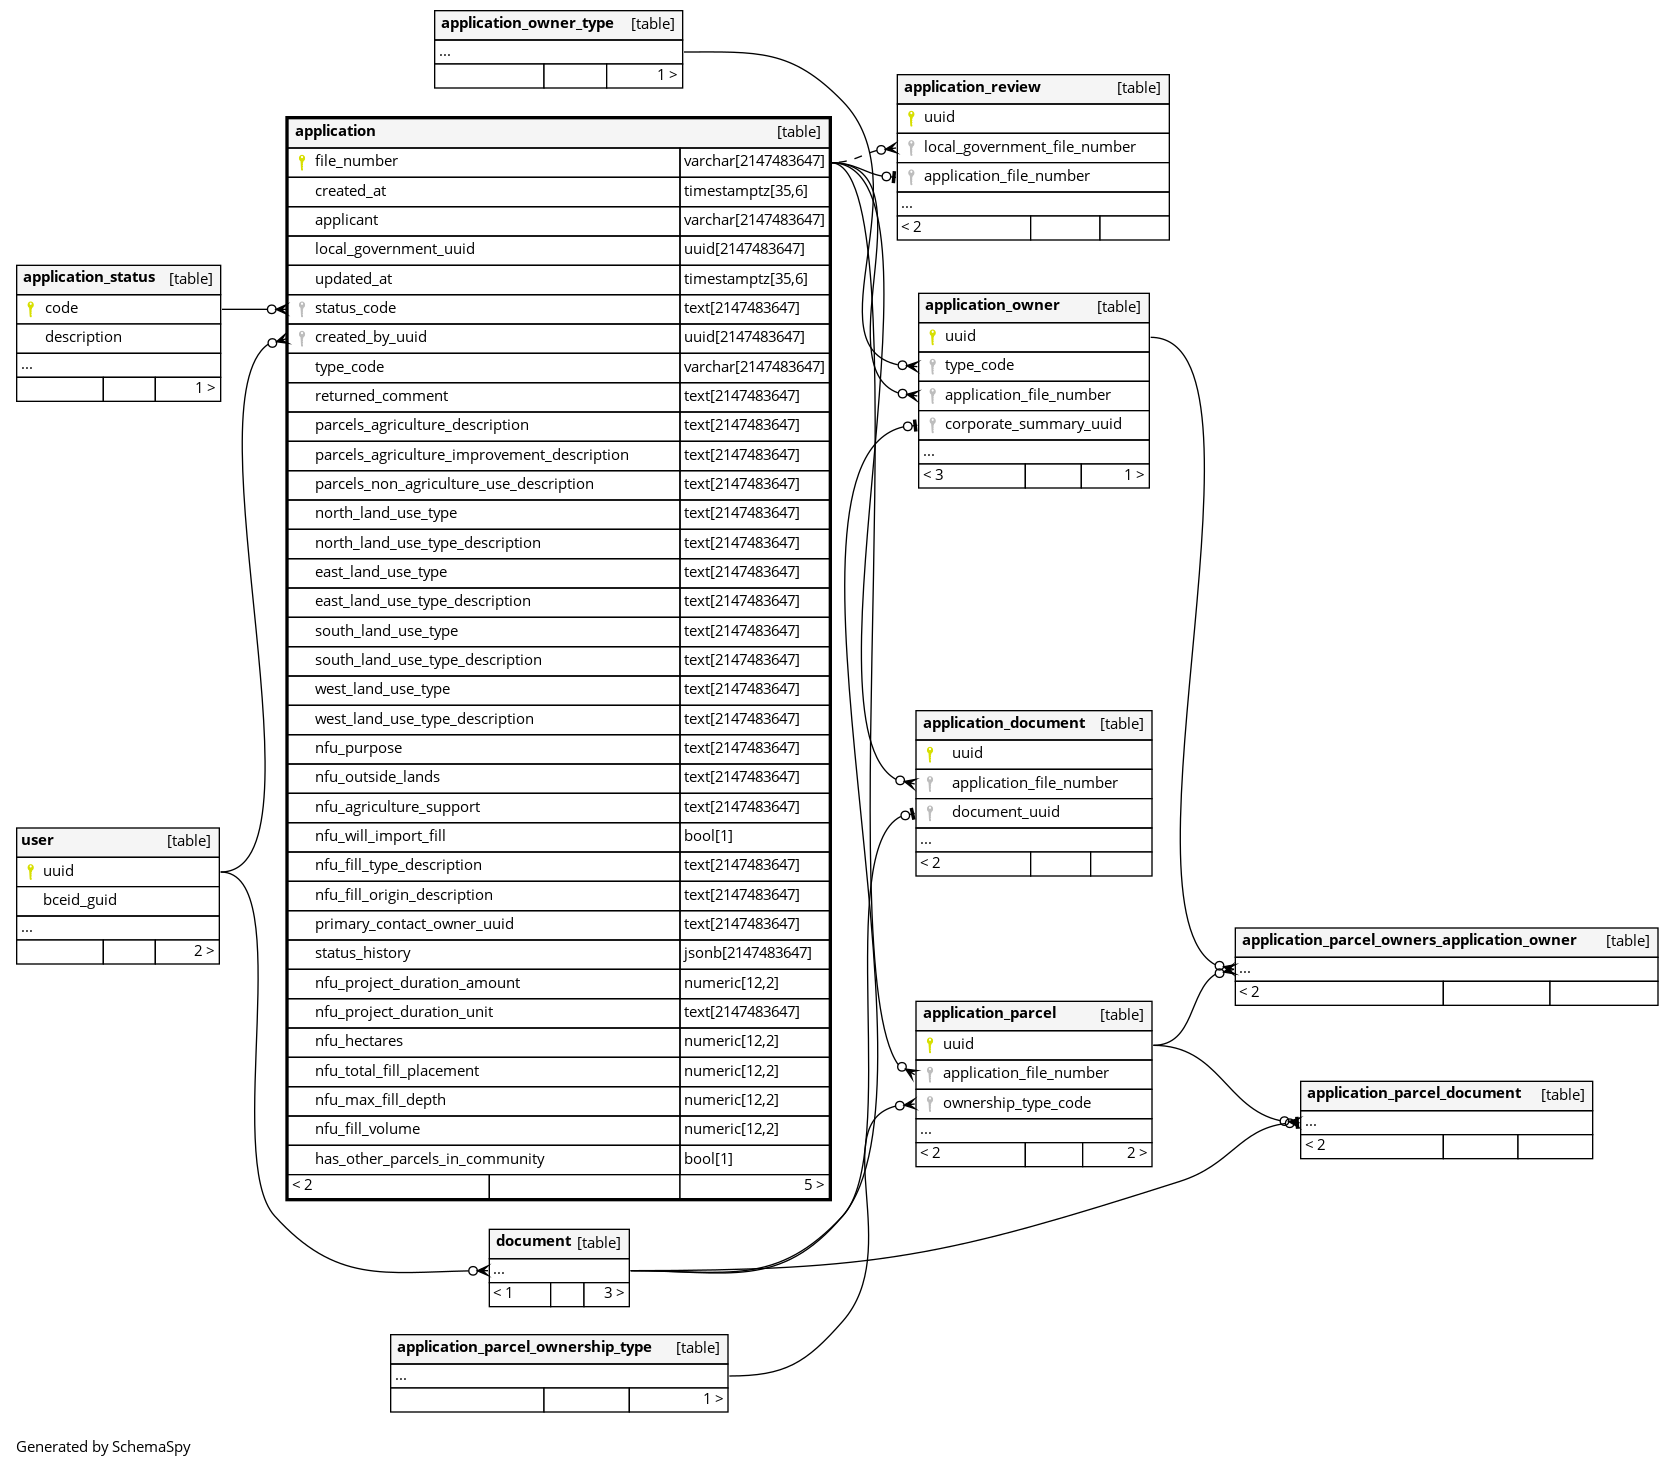 application_owner_type [table]
...
1 >
application_review [table]
uuid
local_government_file_number
application_file_number
...
< 2
application [table]
file_number varchar[2147483647]
created_at timestamptz[35,6]
applicant varchar[2147483647]
local_government_uuid uuid[2147483647]
updated_at timestamptz[35,6]
status_code text[2147483647]
created_by_uuid uuid[2147483647]
type_code varchar[2147483647]
returned_comment text[2147483647]
parcels_agriculture_description text[2147483647]
parcels_agriculture_improvement_description text[2147483647]
parcels_non_agriculture_use_description text[2147483647]
north_land_use_type text[2147483647]
north_land_use_type_description text[2147483647]
east_land_use_type text[2147483647]
east_land_use_type_description text[2147483647]
south_land_use_type text[2147483647]
south_land_use_type_description text[2147483647]
west_land_use_type text[2147483647]
west_land_use_type_description text[2147483647]
nfu_purpose text[2147483647]
nfu_outside_lands text[2147483647]
nfu_agriculture_support text[2147483647]
nfu_will_import_fill bool[1]
nfu_fill_type_description text[2147483647]
nfu_fill_origin_description text[2147483647]
primary_contact_owner_uuid text[2147483647]
status_history jsonb[2147483647]
nfu_project_duration_amount numeric[12,2]
nfu_project_duration_unit text[2147483647]
nfu_hectares numeric[12,2]
nfu_total_fill_placement numeric[12,2]
nfu_max_fill_depth numeric[12,2]
nfu_fill_volume numeric[12,2]
has_other_parcels_in_community bool[1]
< 2 5 >
application_status [table]
code
description
...
1 >
application_owner [table]
uuid
type_code
application_file_number
corporate_summary_uuid
...
< 3 1 >
application_document [table]
uuid
application_file_number
document_uuid
...
< 2
user [table]
uuid
bceid_guid
...
2 >
application_parcel_owners_application_owner [table]
...
< 2
application_parcel [table]
uuid
application_file_number
ownership_type_code
...
< 2 2 >
application_parcel_document [table]
...
< 2
document [table]
...
< 1 3 >
application_parcel_ownership_type [table]
...
1 >
Generated by SchemaSpy